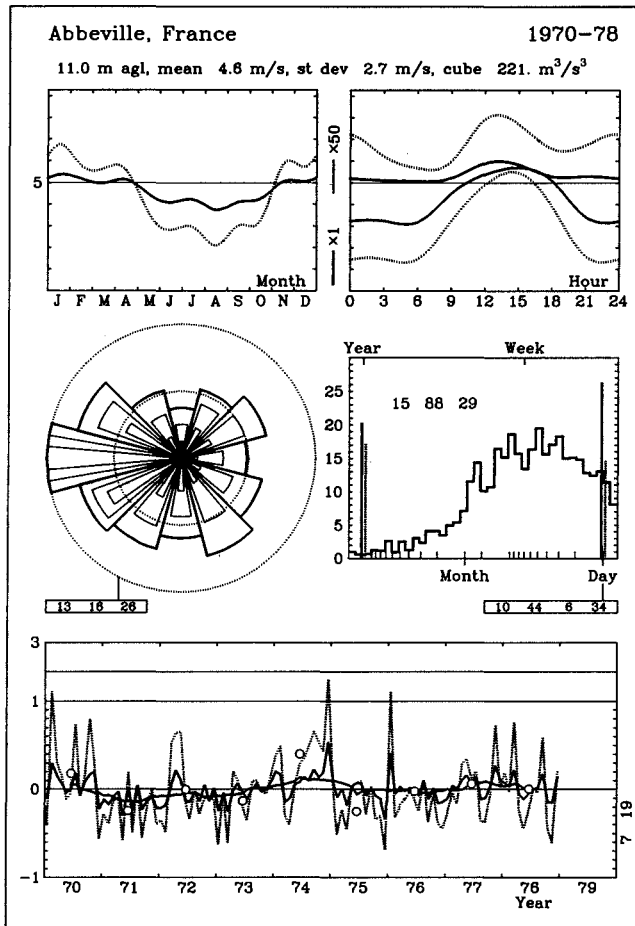 Abbeville, France 1970-78
11.0 m agl, mean 4.6 m/s, st dev 2.7 m/s, cube 221. m³/s³
5
×50
×1
Month
Hour
J F M A M J J A S O N D
0 3 6 9 12 15 18 21 24
Year Week
25
20
15
10
5
0
15 88 29
Month Day
13 16 26
10 44 6 34
3
1
0
-1
7 19
70 71 72 73 74 75 76 77 78 79
Year